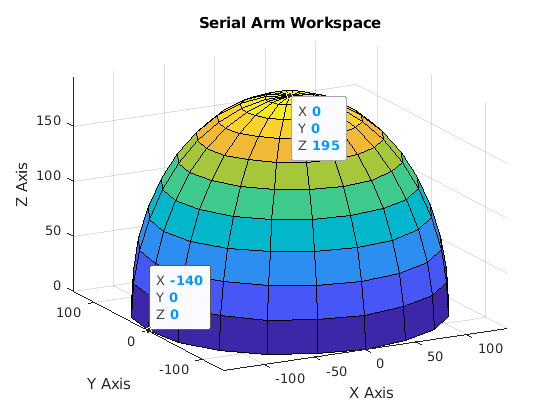 Serial Arm Workspace
150
100
50
0
Z Axis
X 0
Y 0
Z 195
X -140
Y 0
Z 0
100
0
-100
Y Axis
-100
-50
0
50
100
X Axis